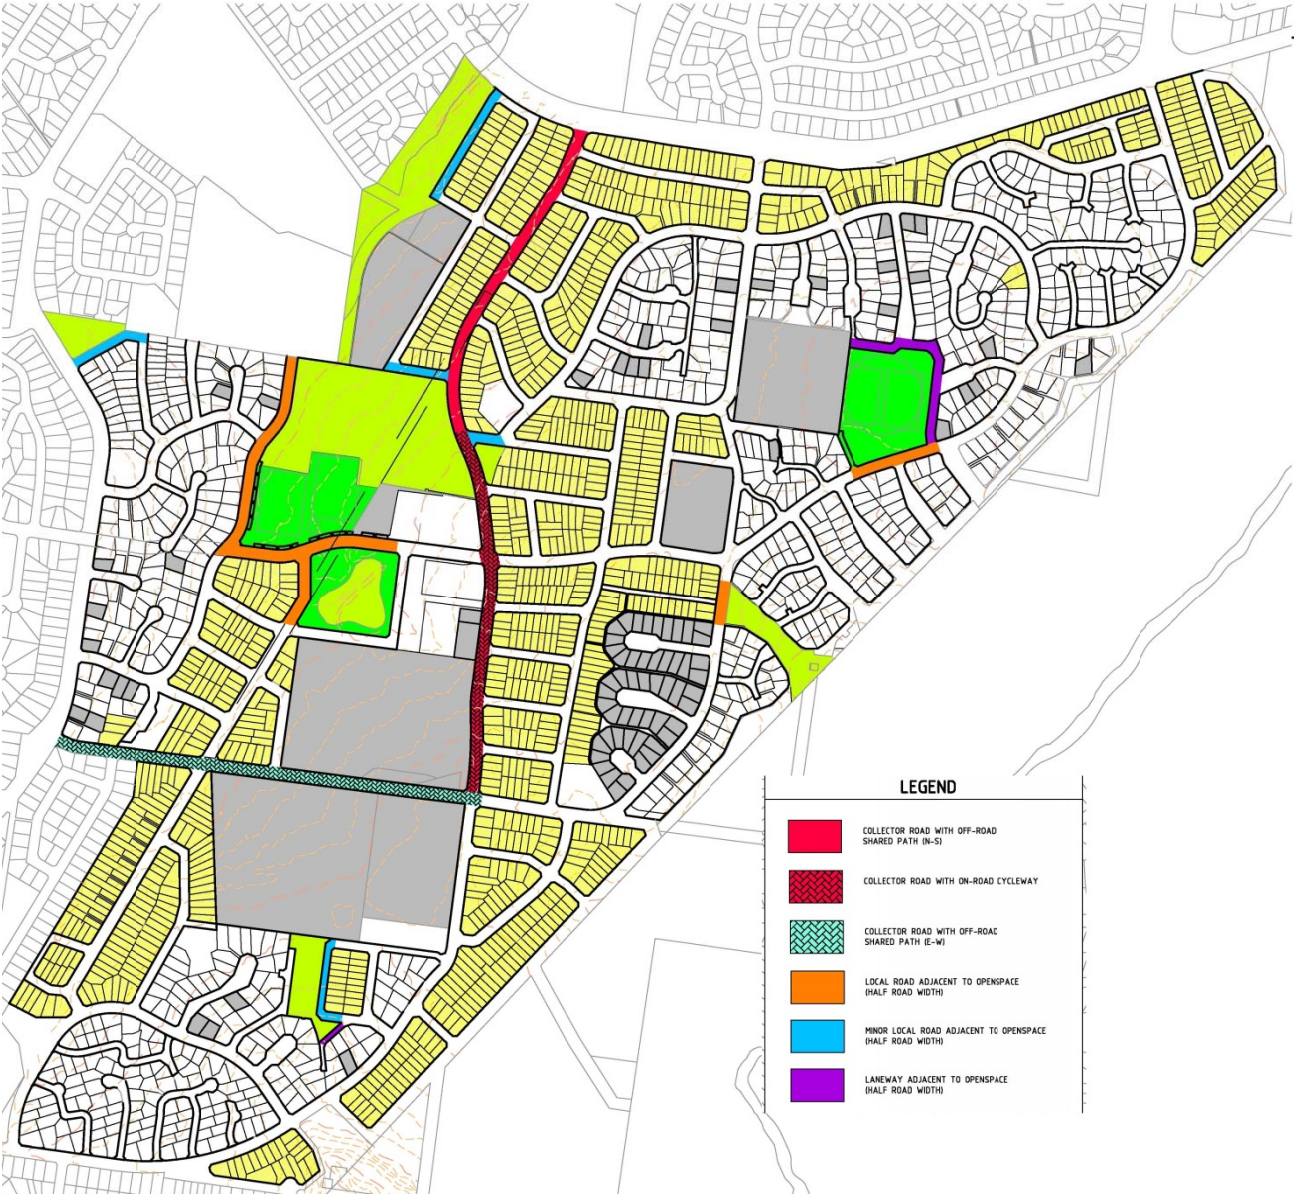 LEGEND
COLLECTOR ROAD WITH OFF-ROAD
SHARED PATH (N-S)
COLLECTOR ROAD WITH ON-ROAD CYCLEWAY
COLLECTOR ROAD WITH OFF-ROAD
SHARED PATH (E-W)
LOCAL ROAD ADJACENT TO OPENSPACE
(HALF ROAD WIDTH)
MINOR LOCAL ROAD ADJACENT TO OPENSPACE
(HALF ROAD WIDTH)
LANEWAY ADJACENT TO OPENSPACE
(HALF ROAD WIDTH)